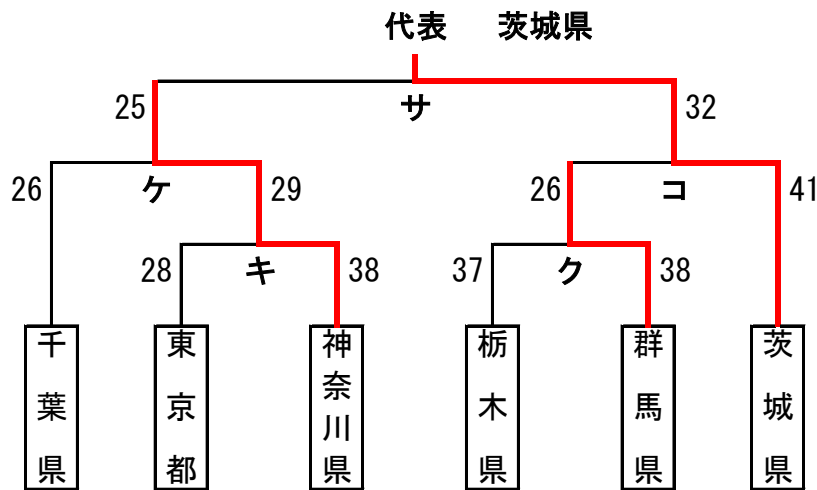 代表 茨城県
サ
25 32
ケ コ
26 29 26 41
キ ク
28 38 37 38
千葉県
東京都
神奈川県
栃木県
群馬県
茨城県